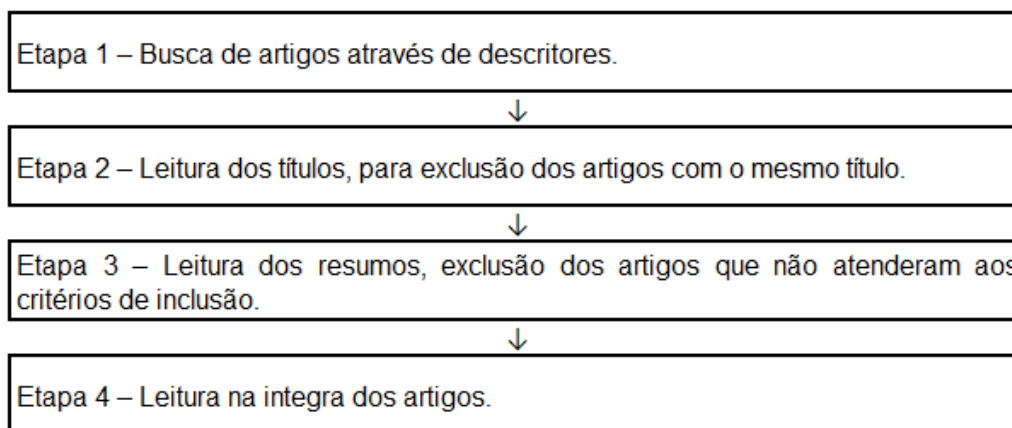 Etapa 1 – Busca de artigos através de descritores.
↓
Etapa 2 – Leitura dos títulos, para exclusão dos artigos com o mesmo título.
↓
Etapa 3 – Leitura dos resumos, exclusão dos artigos que não atenderam aos
critérios de inclusão.
↓
Etapa 4 – Leitura na integra dos artigos.